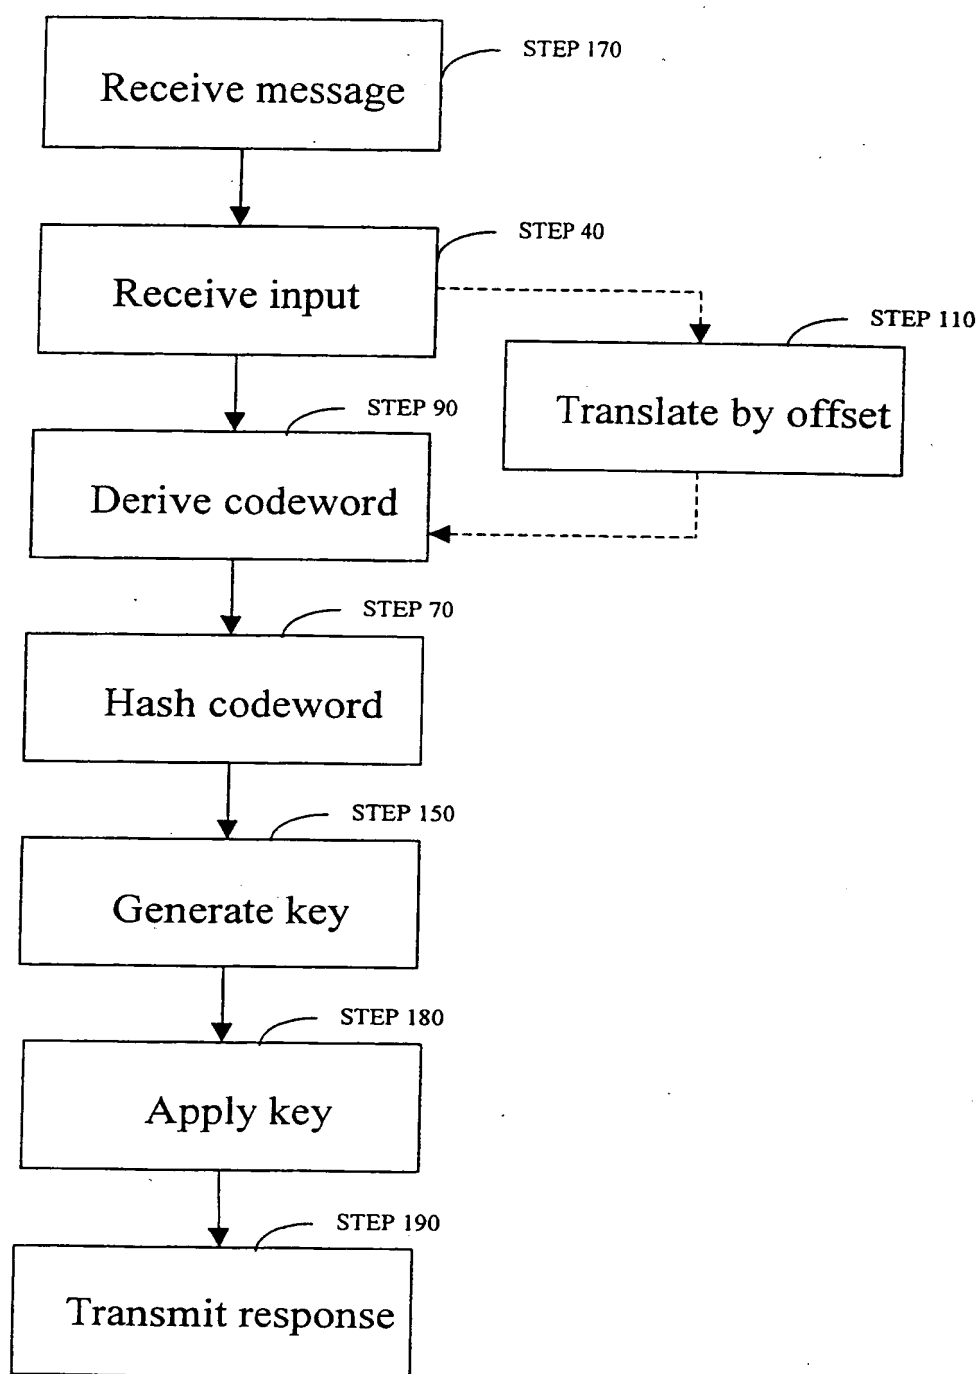 STEP 170
Receive message
STEP 40
Receive input
STEP 110
Translate by offset
STEP 90
Derive codeword
STEP 70
Hash codeword
STEP 150
Generate key
STEP 180
Apply key
STEP 190
Transmit response